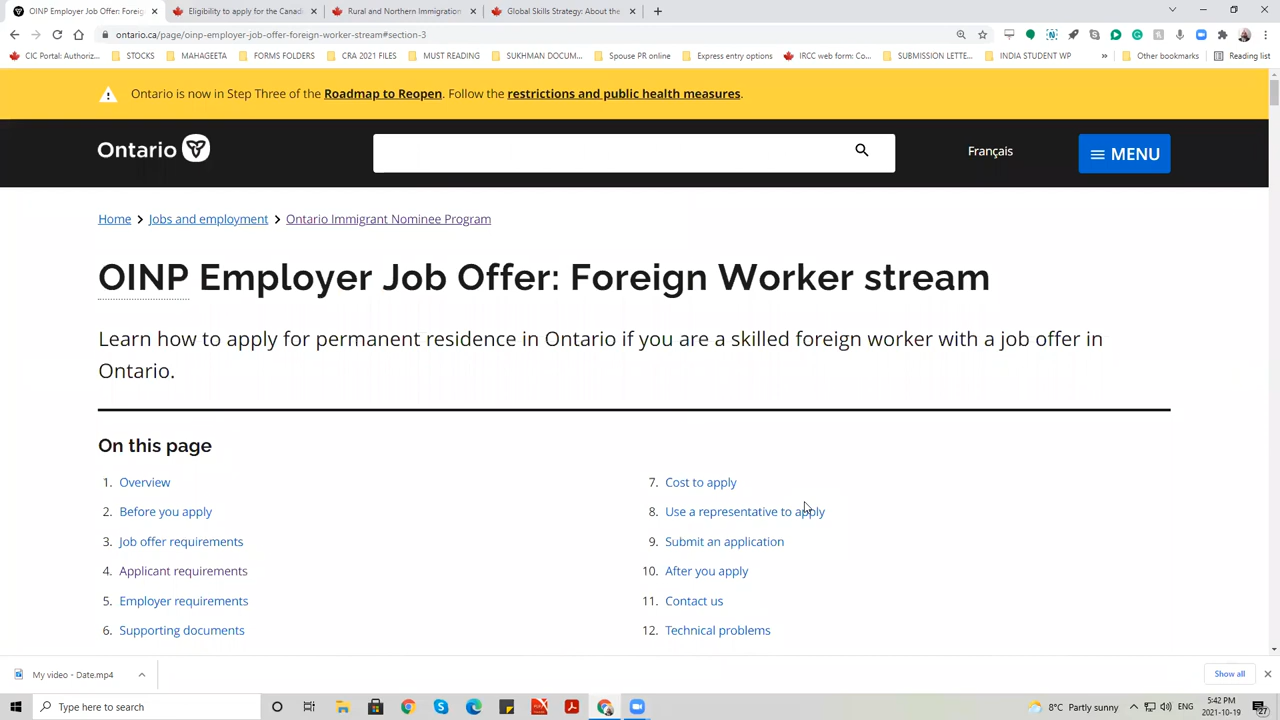 OINP Employer Job Offer: Foreig
Eligibility to apply for the Canadi
Rural and Northern Immigration
Global Skills Strategy: About the
ontario.ca/page/oinp-employer-job-offer-foreign-worker-stream#section-3
CIC Portal: Authoriz...
STOCKS
MAHAGEETA
FORMS FOLDERS
CRA 2021 FILES
MUST READING
SUKHMAN DOCUM...
Spouse PR online
Express entry options
IRCC web form: Co...
SUBMISSION LETTE...
INDIA STUDENT WP
»
Other bookmarks
Reading list
Ontario is now in Step Three of the Roadmap to Reopen. Follow the restrictions and public health measures.
Ontario
Français
MENU
Home > Jobs and employment > Ontario Immigrant Nominee Program
OINP Employer Job Offer: Foreign Worker stream
Learn how to apply for permanent residence in Ontario if you are a skilled foreign worker with a job offer in
Ontario.
On this page
1. Overview
2. Before you apply
3. Job offer requirements
4. Applicant requirements
5. Employer requirements
6. Supporting documents
7. Cost to apply
8. Use a representative to apply
9. Submit an application
10. After you apply
11. Contact us
12. Technical problems
My video - Date.mp4
Show all
Type here to search
8°C Partly sunny
ENG
5:42 PM
2021-10-19
27